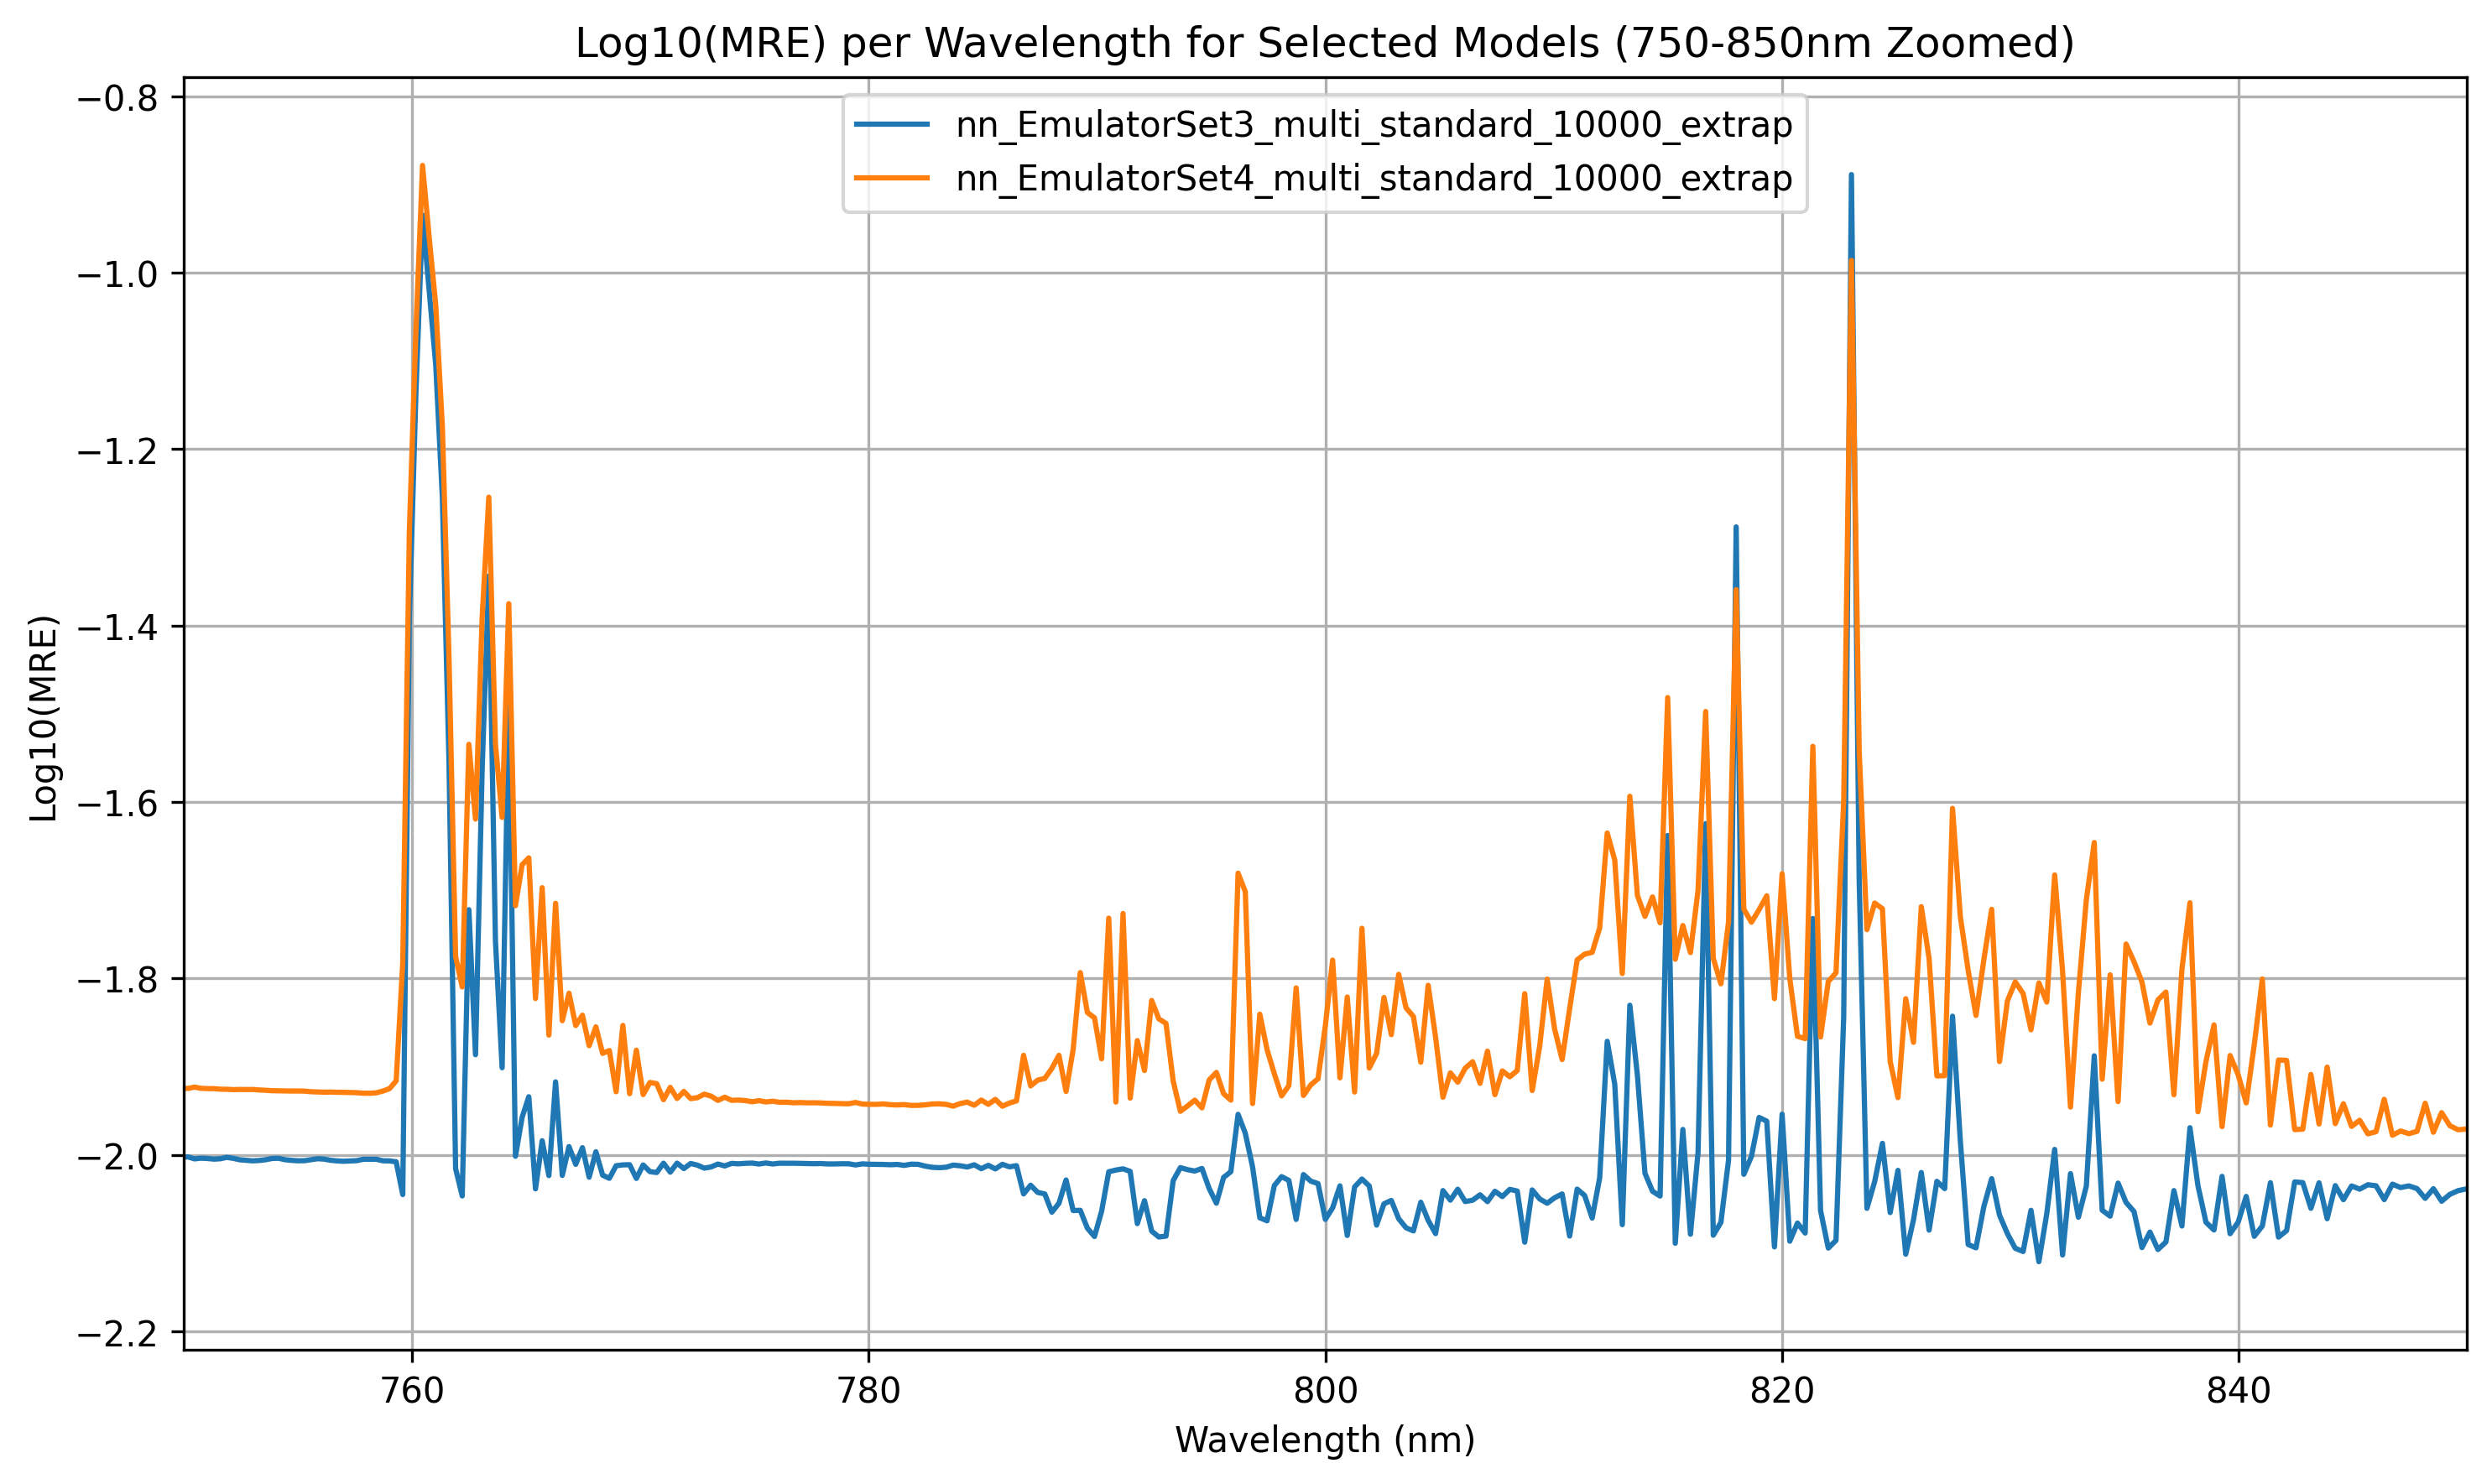 Log10(MRE) per Wavelength for Selected Models (750-850nm Zoomed)
nn_EmulatorSet3_multi_standard_10000_extrap
nn_EmulatorSet4_multi_standard_10000_extrap
−0.8
−1.0
−1.2
−1.4
−1.6
−1.8
−2.0
−2.2
Log10(MRE)
760
780
800
820
840
Wavelength (nm)